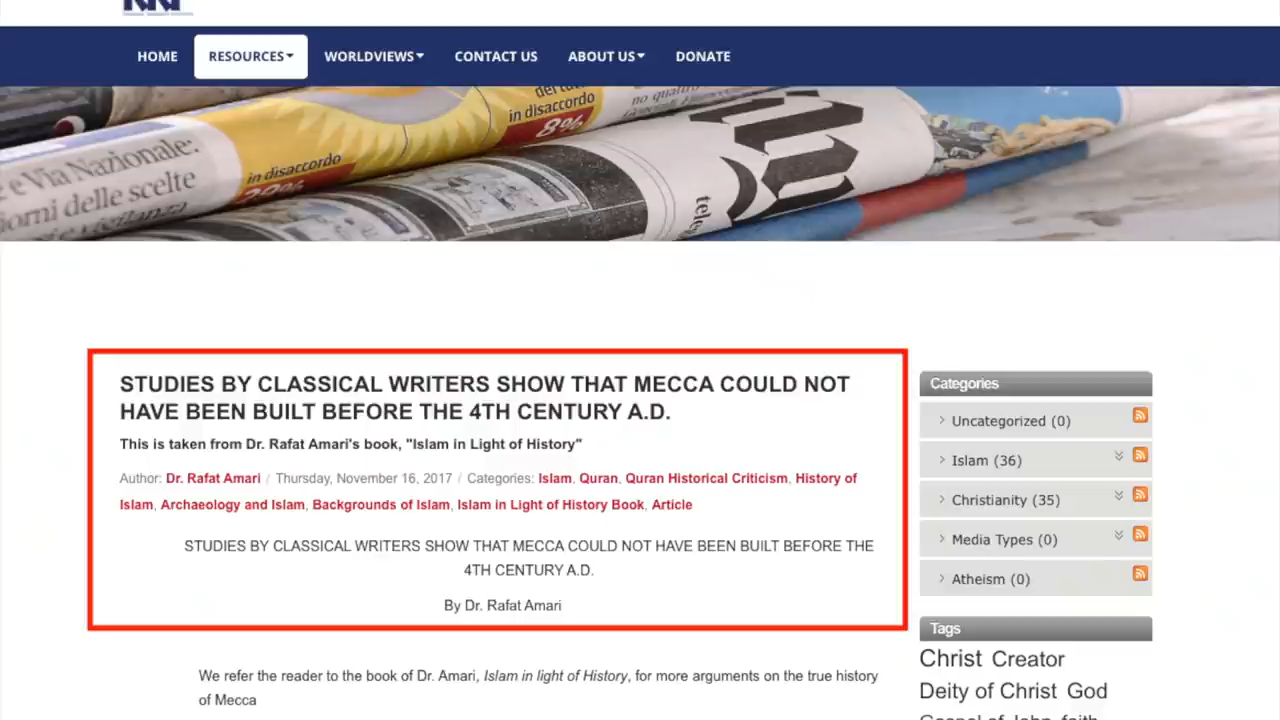 HOME RESOURCES WORLDVIEWS CONTACT US ABOUT US DONATE
no quattro
in disaccordo
8%
e Via Nazionale:
in disaccordo
giorni delle scelte
STUDIES BY CLASSICAL WRITERS SHOW THAT MECCA COULD NOT
HAVE BEEN BUILT BEFORE THE 4TH CENTURY A.D.
This is taken from Dr. Rafat Amari's book, "Islam in Light of History"
Author: Dr. Rafat Amari / Thursday, November 16, 2017 / Categories: Islam, Quran, Quran Historical Criticism, History of
Islam, Archaeology and Islam, Backgrounds of Islam, Islam in Light of History Book, Article
STUDIES BY CLASSICAL WRITERS SHOW THAT MECCA COULD NOT HAVE BEEN BUILT BEFORE THE
4TH CENTURY A.D.
By Dr. Rafat Amari
We refer the reader to the book of Dr. Amari, Islam in light of History, for more arguments on the true history
of Mecca
Categories
Uncategorized (0)
Islam (36)
Christianity (35)
Media Types (0)
Atheism (0)
Tags
Christ Creator
Deity of Christ God